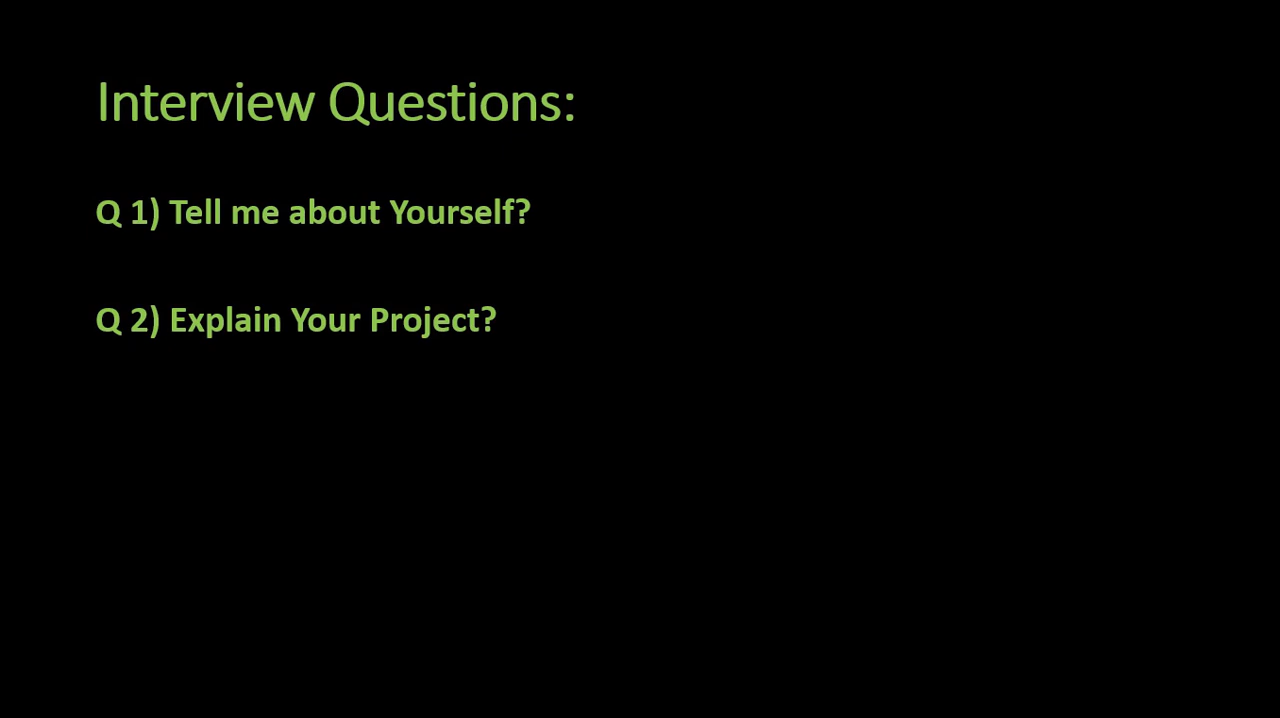 Interview Questions:
Q 1) Tell me about Yourself?
Q 2) Explain Your Project?